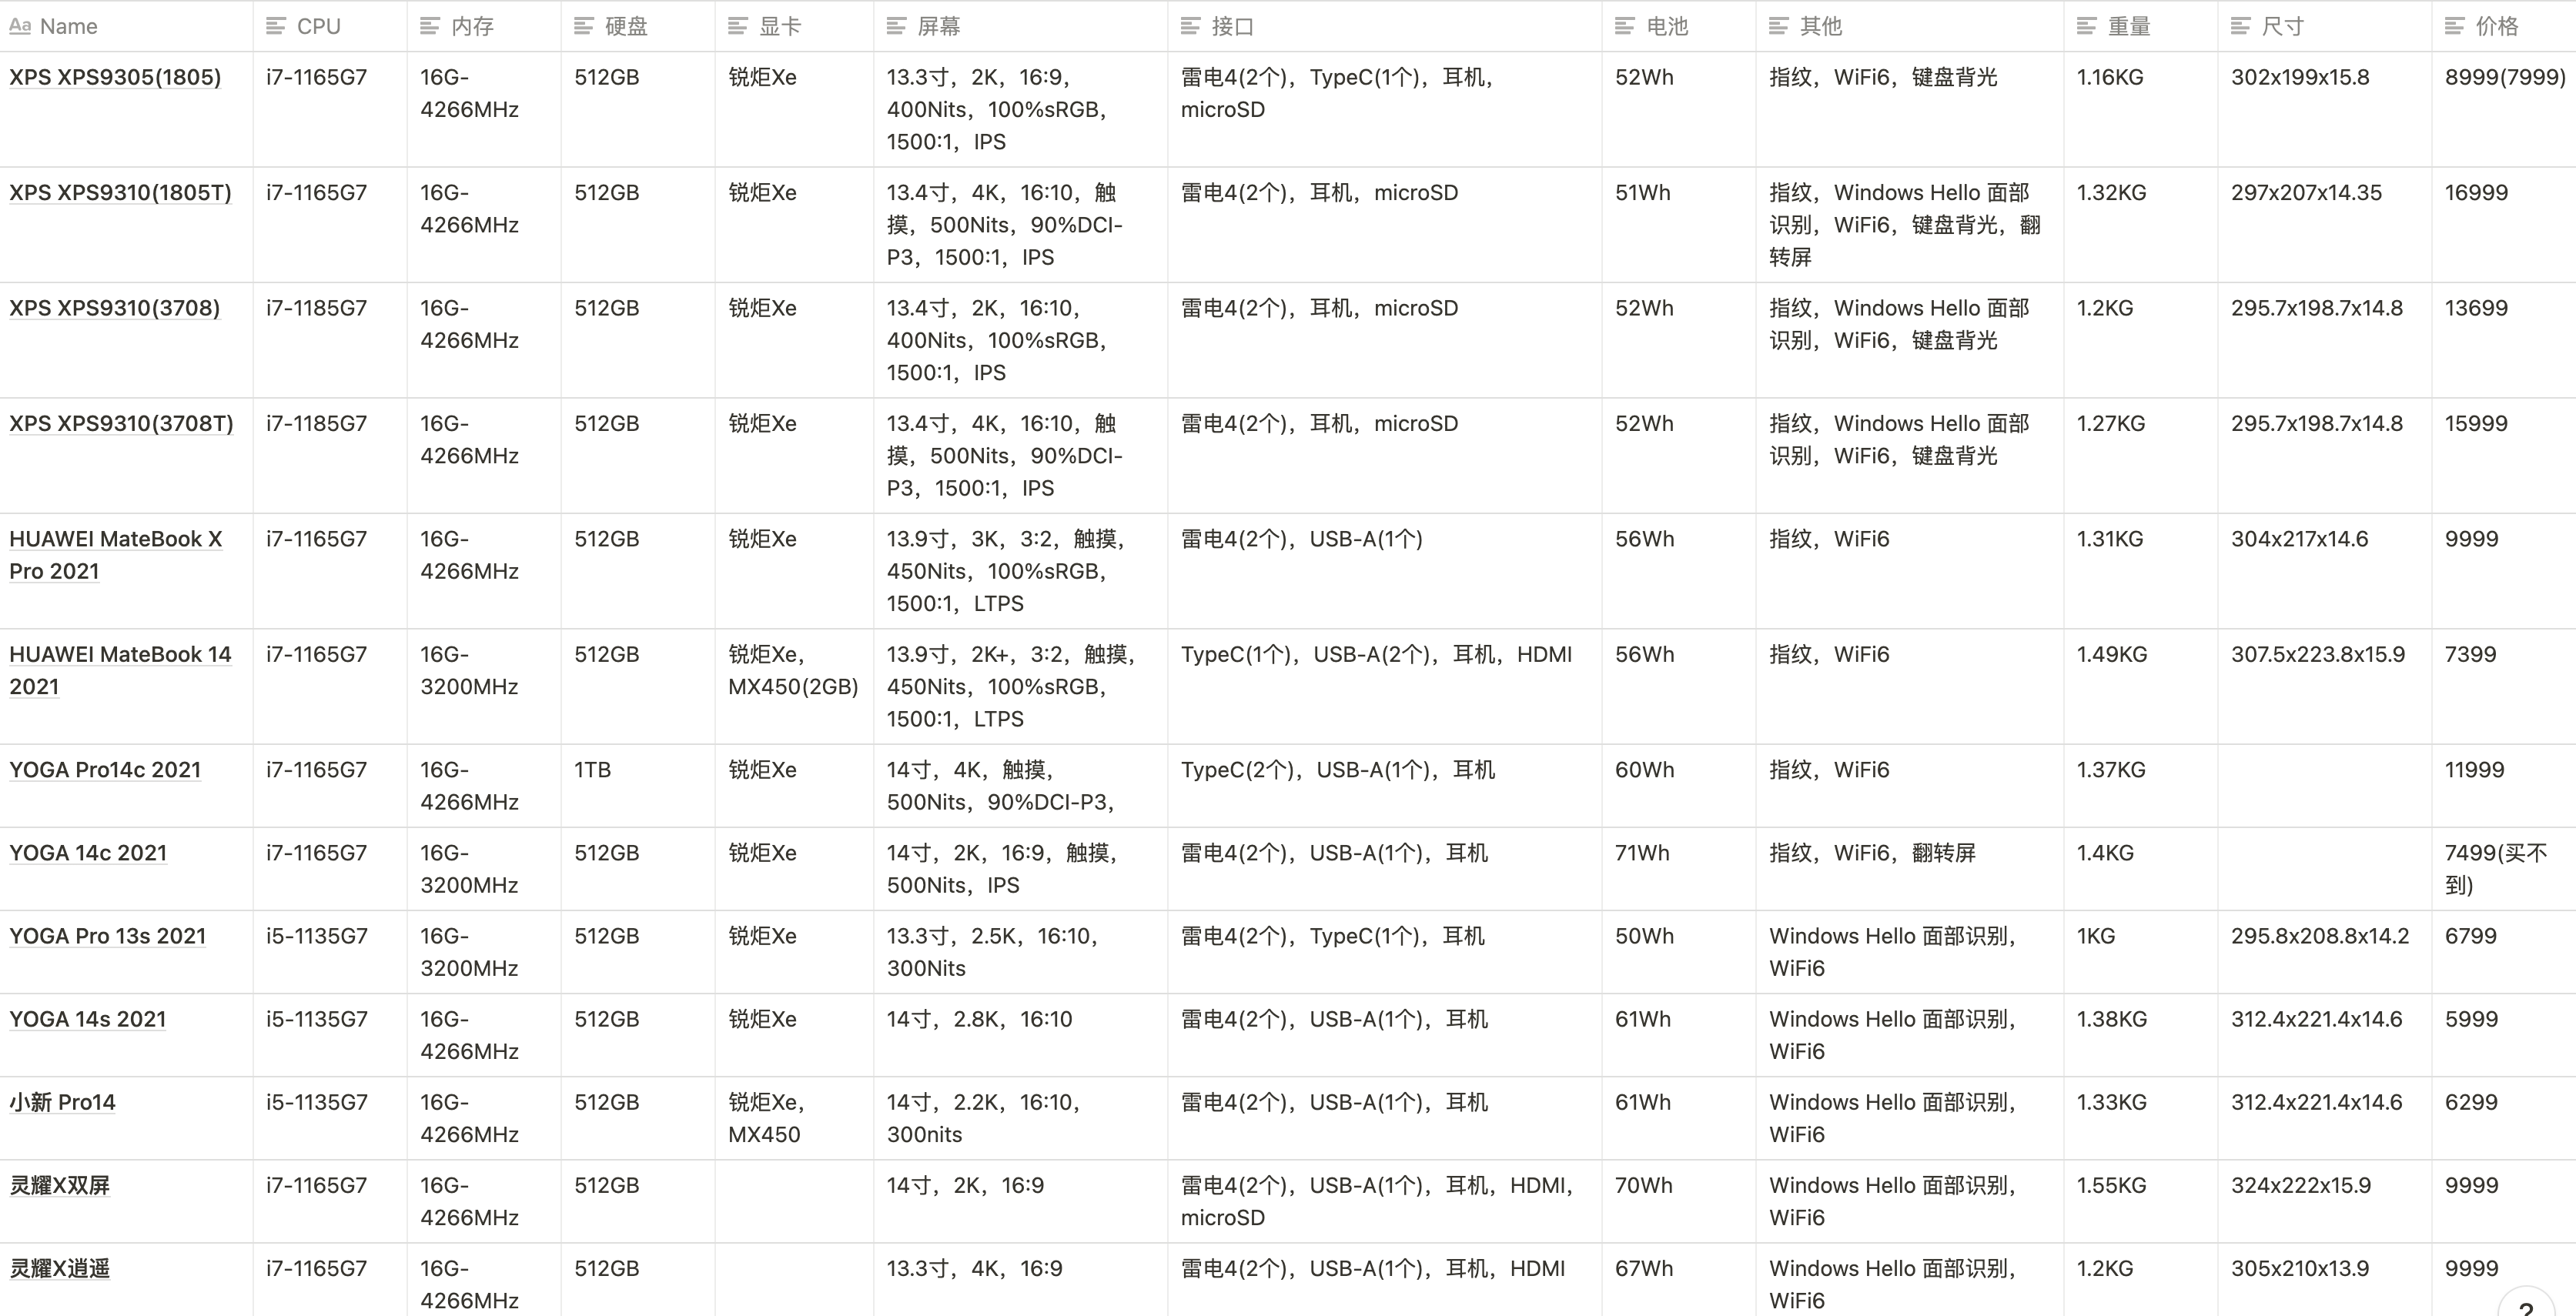 Aa Name CPU 内存 硬盘 显卡 屏幕 接口 电池 其他 重量 尺寸 价格
XPS XPS9305(1805) i7-1165G7 16G- 512GB 锐炬Xe 13.3寸，2K，16:9， 雷电4(2个)，TypeC(1个)，耳机， 52Wh 指纹，WiFi6，键盘背光 1.16KG 302x199x15.8 8999(7999)
4266MHz 400Nits，100%sRGB， microSD
1500:1，IPS
XPS XPS9310(1805T) i7-1165G7 16G- 512GB 锐炬Xe 13.4寸，4K，16:10，触 雷电4(2个)，耳机，microSD 51Wh 指纹，Windows Hello 面部 1.32KG 297x207x14.35 16999
4266MHz 摸，500Nits，90%DCI- 识别，WiFi6，键盘背光，翻
P3，1500:1，IPS 转屏
XPS XPS9310(3708) i7-1185G7 16G- 512GB 锐炬Xe 13.4寸，2K，16:10， 雷电4(2个)，耳机，microSD 52Wh 指纹，Windows Hello 面部 1.2KG 295.7x198.7x14.8 13699
4266MHz 400Nits，100%sRGB， 识别，WiFi6，键盘背光
1500:1，IPS
XPS XPS9310(3708T) i7-1185G7 16G- 512GB 锐炬Xe 13.4寸，4K，16:10，触 雷电4(2个)，耳机，microSD 52Wh 指纹，Windows Hello 面部 1.27KG 295.7x198.7x14.8 15999
4266MHz 摸，500Nits，90%DCI- 识别，WiFi6，键盘背光
P3，1500:1，IPS
HUAWEI MateBook X i7-1165G7 16G- 512GB 锐炬Xe 13.9寸，3K，3:2，触摸， 雷电4(2个)，USB-A(1个) 56Wh 指纹，WiFi6 1.31KG 304x217x14.6 9999
Pro 2021 4266MHz 450Nits，100%sRGB，
1500:1，LTPS
HUAWEI MateBook 14 i7-1165G7 16G- 512GB 锐炬Xe， 13.9寸，2K+，3:2，触摸， TypeC(1个)，USB-A(2个)，耳机，HDMI 56Wh 指纹，WiFi6 1.49KG 307.5x223.8x15.9 7399
2021 3200MHz MX450(2GB) 450Nits，100%sRGB，
1500:1，LTPS
YOGA Pro14c 2021 i7-1165G7 16G- 1TB 锐炬Xe 14寸，4K，触摸， TypeC(2个)，USB-A(1个)，耳机 60Wh 指纹，WiFi6 1.37KG 11999
4266MHz 500Nits，90%DCI-P3，
YOGA 14c 2021 i7-1165G7 16G- 512GB 锐炬Xe 14寸，2K，16:9，触摸， 雷电4(2个)，USB-A(1个)，耳机 71Wh 指纹，WiFi6，翻转屏 1.4KG 7499(买不
3200MHz 500Nits，IPS 到)
YOGA Pro 13s 2021 i5-1135G7 16G- 512GB 锐炬Xe 13.3寸，2.5K，16:10， 雷电4(2个)，TypeC(1个)，耳机 50Wh Windows Hello 面部识别， 1KG 295.8x208.8x14.2 6799
3200MHz 300Nits WiFi6
YOGA 14s 2021 i5-1135G7 16G- 512GB 锐炬Xe 14寸，2.8K，16:10 雷电4(2个)，USB-A(1个)，耳机 61Wh Windows Hello 面部识别， 1.38KG 312.4x221.4x14.6 5999
4266MHz WiFi6
小新 Pro14 i5-1135G7 16G- 512GB 锐炬Xe， 14寸，2.2K，16:10， 雷电4(2个)，USB-A(1个)，耳机 61Wh Windows Hello 面部识别， 1.33KG 312.4x221.4x14.6 6299
4266MHz MX450 300nits WiFi6
灵耀X双屏 i7-1165G7 16G- 512GB 14寸，2K，16:9 雷电4(2个)，USB-A(1个)，耳机，HDMI， 70Wh Windows Hello 面部识别， 1.55KG 324x222x15.9 9999
4266MHz microSD WiFi6
灵耀X逍遥 i7-1165G7 16G- 512GB 13.3寸，4K，16:9 雷电4(2个)，USB-A(1个)，耳机，HDMI 67Wh Windows Hello 面部识别， 1.2KG 305x210x13.9 9999
4266MHz WiFi6 ?